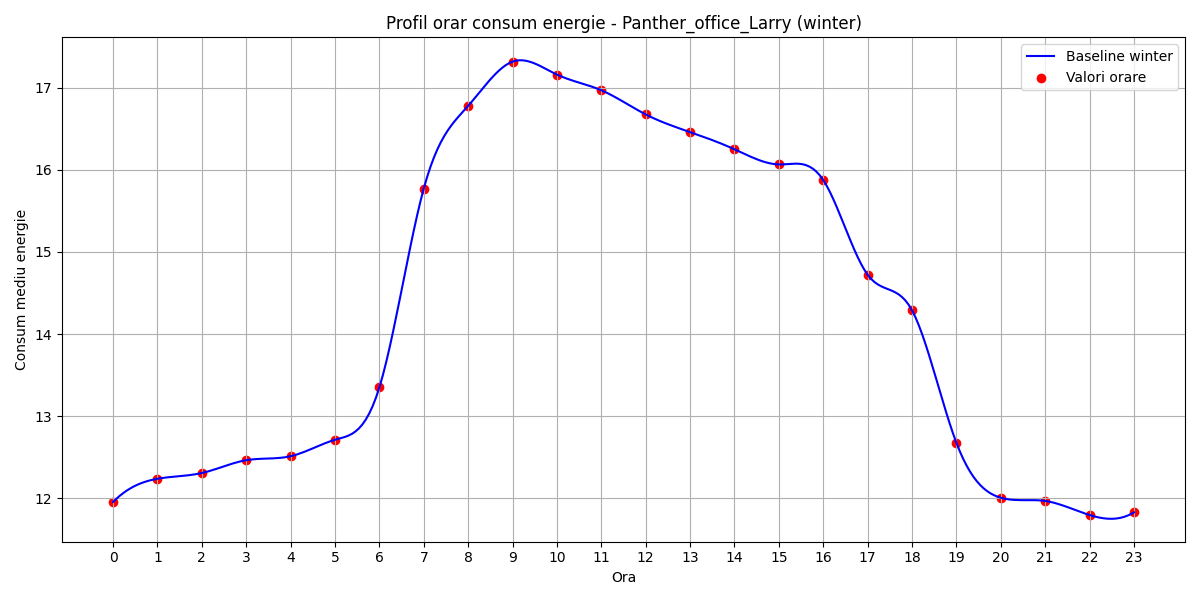 Profil orar consum energie - Panther_office_Larry (winter)
Baseline winter
Valori orare
Consum mediu energie
17
16
15
14
13
12
0 1 2 3 4 5 6 7 8 9 10 11 12 13 14 15 16 17 18 19 20 21 22 23
Ora